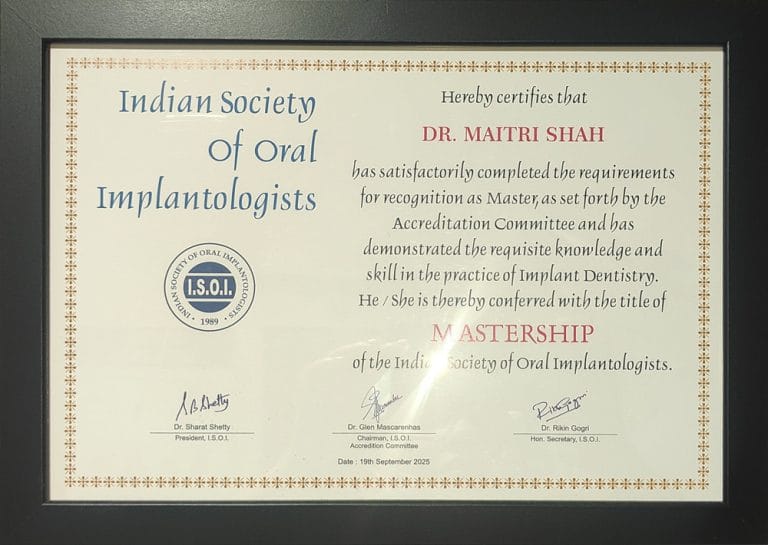 Indian Society
Of Oral
Implantologists
INDIAN SOCIETY OF ORAL IMPLANTOLOGISTS
I.S.O.I.
1989
Hereby certifies that
DR. MAITRI SHAH
has satisfactorily completed the requirements
for recognition as Master, as set forth by the
Accreditation Committee and has
demonstrated the requisite knowledge and
skill in the practice of Implant Dentistry.
He / She is thereby conferred with the title of
MASTERSHIP
of the Indian Society of Oral Implantologists.
Dr. Sharat Shetty
President, I.S.O.I.
Dr. Glen Mascarenhas
Chairman, I.S.O.I.
Accreditation Committee
Dr. Rikin Gogri
Hon. Secretary, I.S.O.I.
Date : 19th September 2025